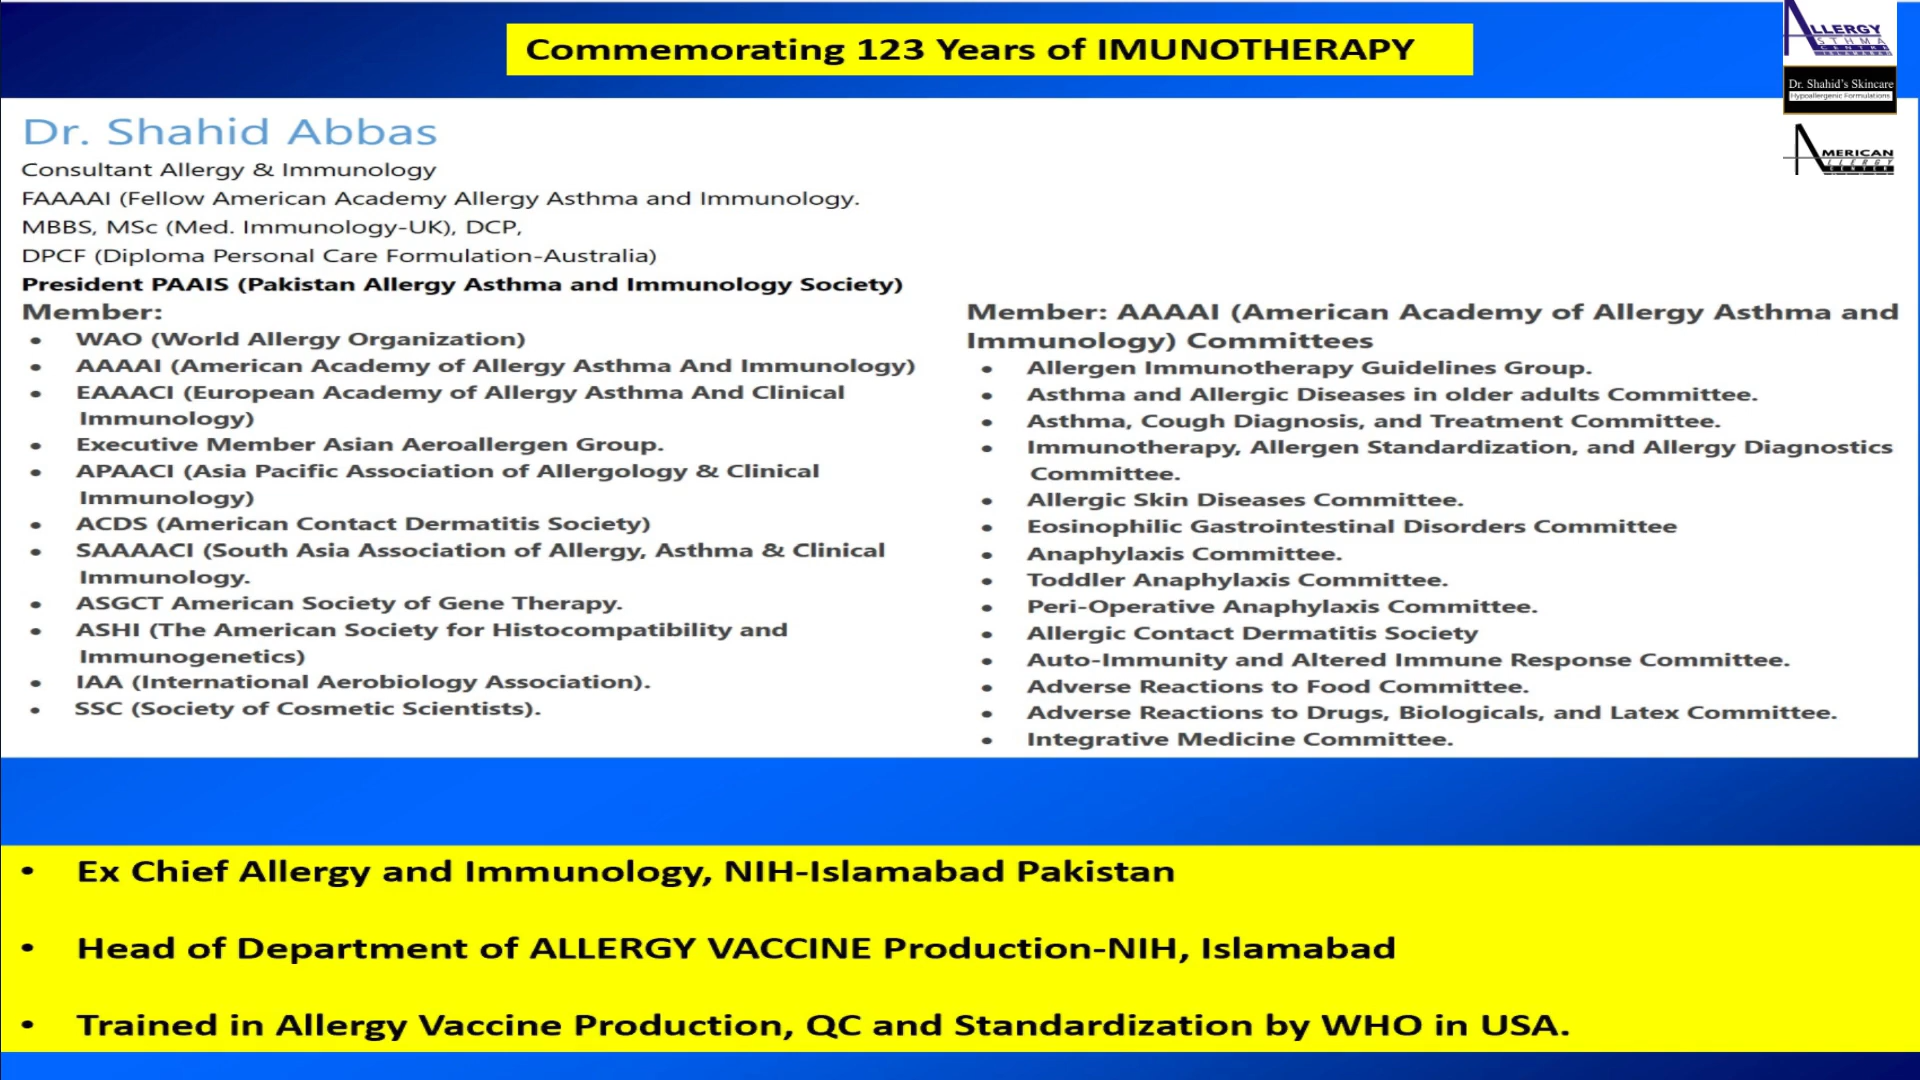 Commemorating 123 Years of IMUNOTHERAPY
ALLERGY
ASTHMA
CENTRE
ISLAMABAD
Dr. Shahid's Skincare
Hypoallergenic Formulations
AMERICAN
ALLERGY
CENTER
Dr. Shahid Abbas
Consultant Allergy & Immunology
FAAAAI (Fellow American Academy Allergy Asthma and Immunology.
MBBS, MSc (Med. Immunology-UK), DCP,
DPCF (Diploma Personal Care Formulation-Australia)
President PAAIS (Pakistan Allergy Asthma and Immunology Society)
Member:
• WAO (World Allergy Organization)
• AAAAI (American Academy of Allergy Asthma And Immunology)
• EAAACI (European Academy of Allergy Asthma And Clinical
Immunology)
• Executive Member Asian Aeroallergen Group.
• APAACI (Asia Pacific Association of Allergology & Clinical
Immunology)
• ACDS (American Contact Dermatitis Society)
• SAAAACI (South Asia Association of Allergy, Asthma & Clinical
Immunology.
• ASGCT American Society of Gene Therapy.
• ASHI (The American Society for Histocompatibility and
Immunogenetics)
• IAA (International Aerobiology Association).
• SSC (Society of Cosmetic Scientists).
Member: AAAAI (American Academy of Allergy Asthma and
Immunology) Committees
• Allergen Immunotherapy Guidelines Group.
• Asthma and Allergic Diseases in older adults Committee.
• Asthma, Cough Diagnosis, and Treatment Committee.
• Immunotherapy, Allergen Standardization, and Allergy Diagnostics
Committee.
• Allergic Skin Diseases Committee.
• Eosinophilic Gastrointestinal Disorders Committee
• Anaphylaxis Committee.
• Toddler Anaphylaxis Committee.
• Peri-Operative Anaphylaxis Committee.
• Allergic Contact Dermatitis Society
• Auto-Immunity and Altered Immune Response Committee.
• Adverse Reactions to Food Committee.
• Adverse Reactions to Drugs, Biologicals, and Latex Committee.
• Integrative Medicine Committee.
• Ex Chief Allergy and Immunology, NIH-Islamabad Pakistan
• Head of Department of ALLERGY VACCINE Production-NIH, Islamabad
• Trained in Allergy Vaccine Production, QC and Standardization by WHO in USA.